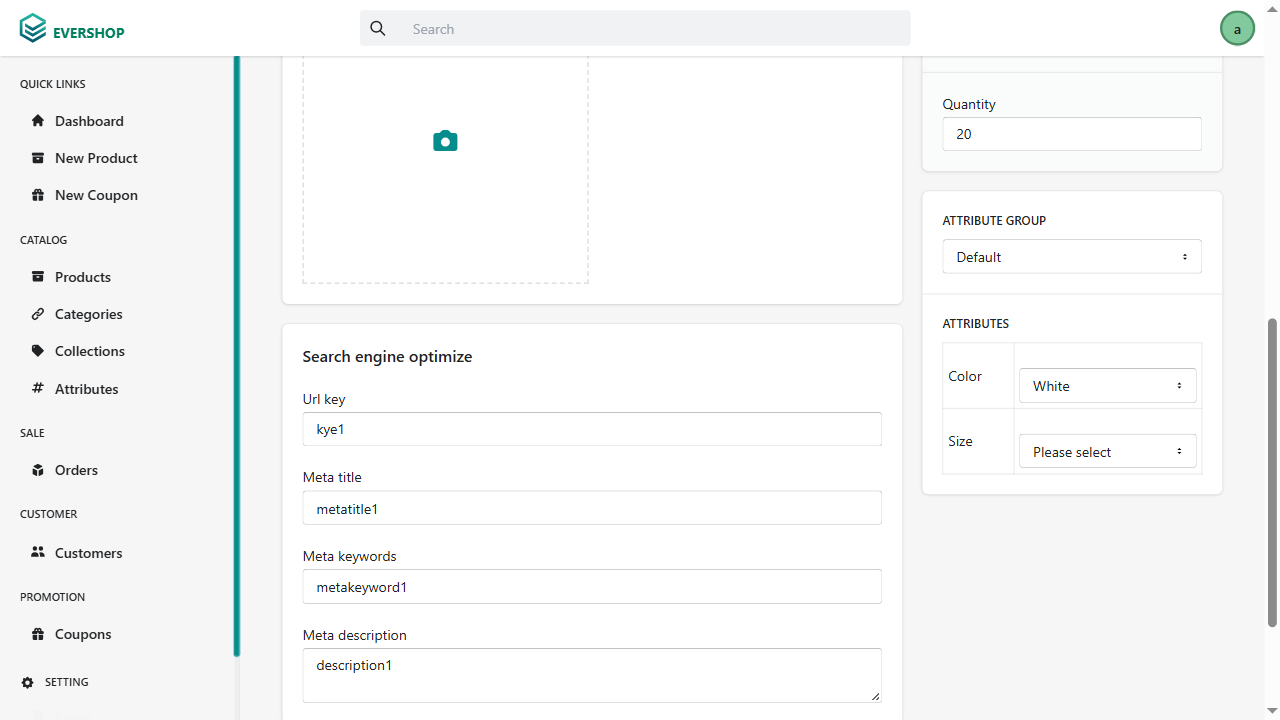 EVERSHOP
Search
a
QUICK LINKS
Dashboard
New Product
New Coupon
CATALOG
Products
Categories
Collections
Attributes
SALE
Orders
CUSTOMER
Customers
PROMOTION
Coupons
SETTING
Search engine optimize
Url key
kye1
Meta title
metatitle1
Meta keywords
metakeyword1
Meta description
description1
Quantity
20
ATTRIBUTE GROUP
Default
ATTRIBUTES
Color
White
Size
Please select